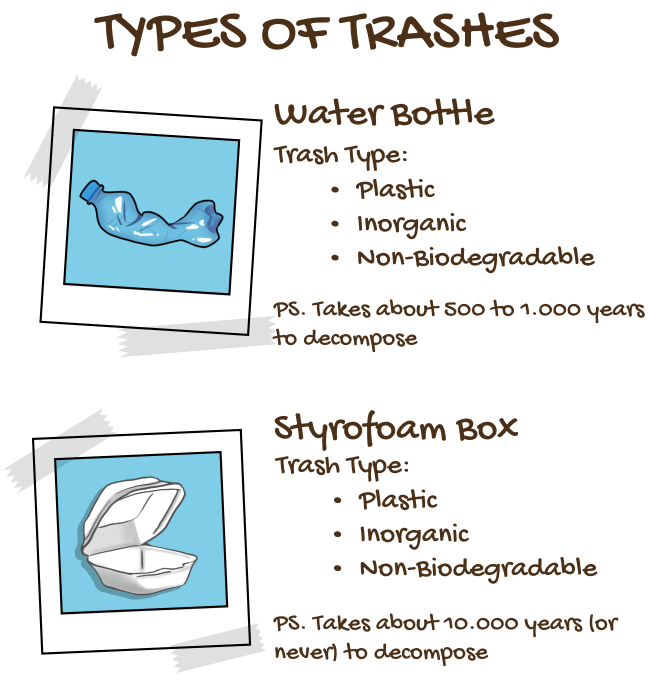 TYPES OF TRASHES
Water Bottle
Trash Type:
• Plastic
• Inorganic
• Non-Biodegradable
PS. Takes about 500 to 1.000 years
to decompose
Styrofoam Box
Trash Type:
• Plastic
• Inorganic
• Non-Biodegradable
PS. Takes about 10.000 years (or
never) to decompose